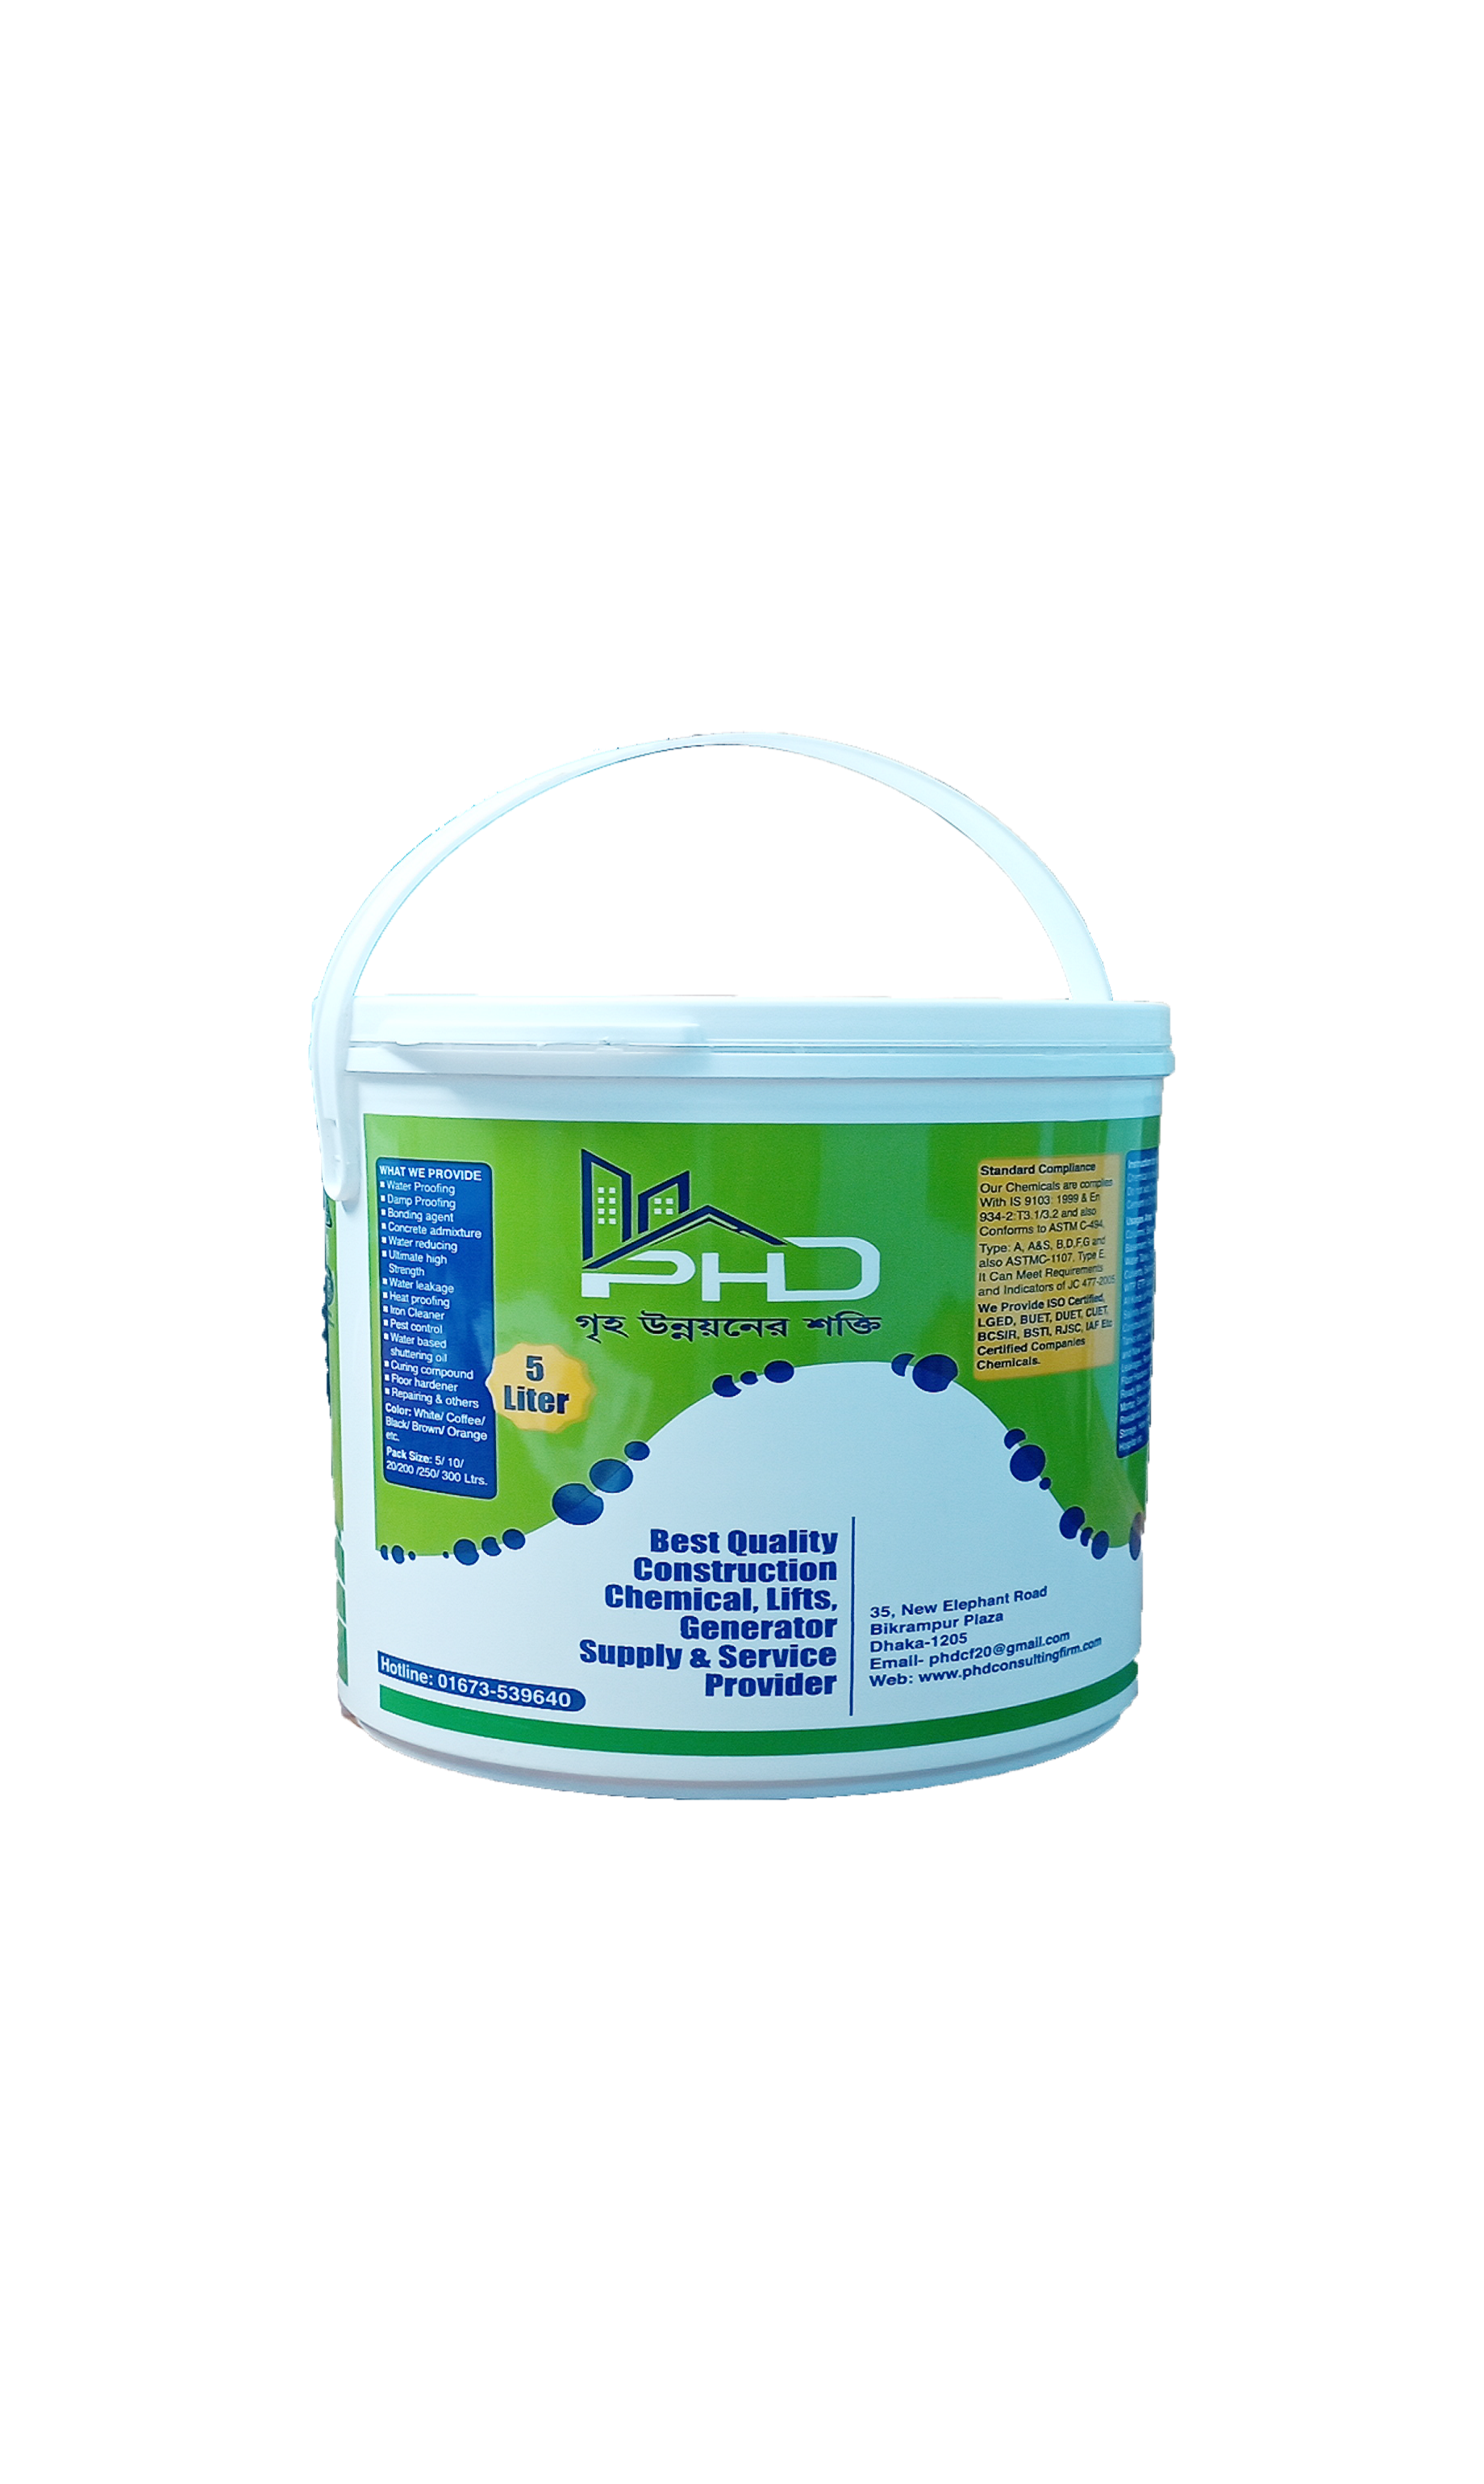 PHD
গৃহ উন্নয়নের শক্তি
WHAT WE PROVIDE
Water Proofing
Damp Proofing
Bonding agent
Concrete admixture
Water reducing
Ultimate high
Strength
Water leakage
Heat proofing
Iron Cleaner
Pest control
Water based
shuttering oil
Curing compound
Floor hardener
Repairing & others
Color: White/ Coffee/
Black/ Brown/ Orange
etc.
Pack Size: 5/ 10/
20/200 /250/ 300 Ltrs.
5
Liter
Standard Compliance
Our Chemicals are complies
With IS 9103: 1999 & En
934-2:T3.1/3.2 and also
Conforms to ASTM C-494,
Type: A, A&S, B,D,F,G and
also ASTMC-1107, Type E.
It Can Meet Requirements
and Indicators of JC 477-2005
We Provide ISO Certified,
LGED, BUET, DUET, CUET,
BCSIR, BSTI, RJSC, IAF Etc
Certified Companies
Chemicals.
Best Quality
Construction
Chemical, Lifts,
Generator
Supply & Service
Provider
35, New Elephant Road
Bikrampur Plaza
Dhaka-1205
Email- phdcf20@gmail.com
Web: www.phdconsultingfirm.com
Hotline: 01673-539640